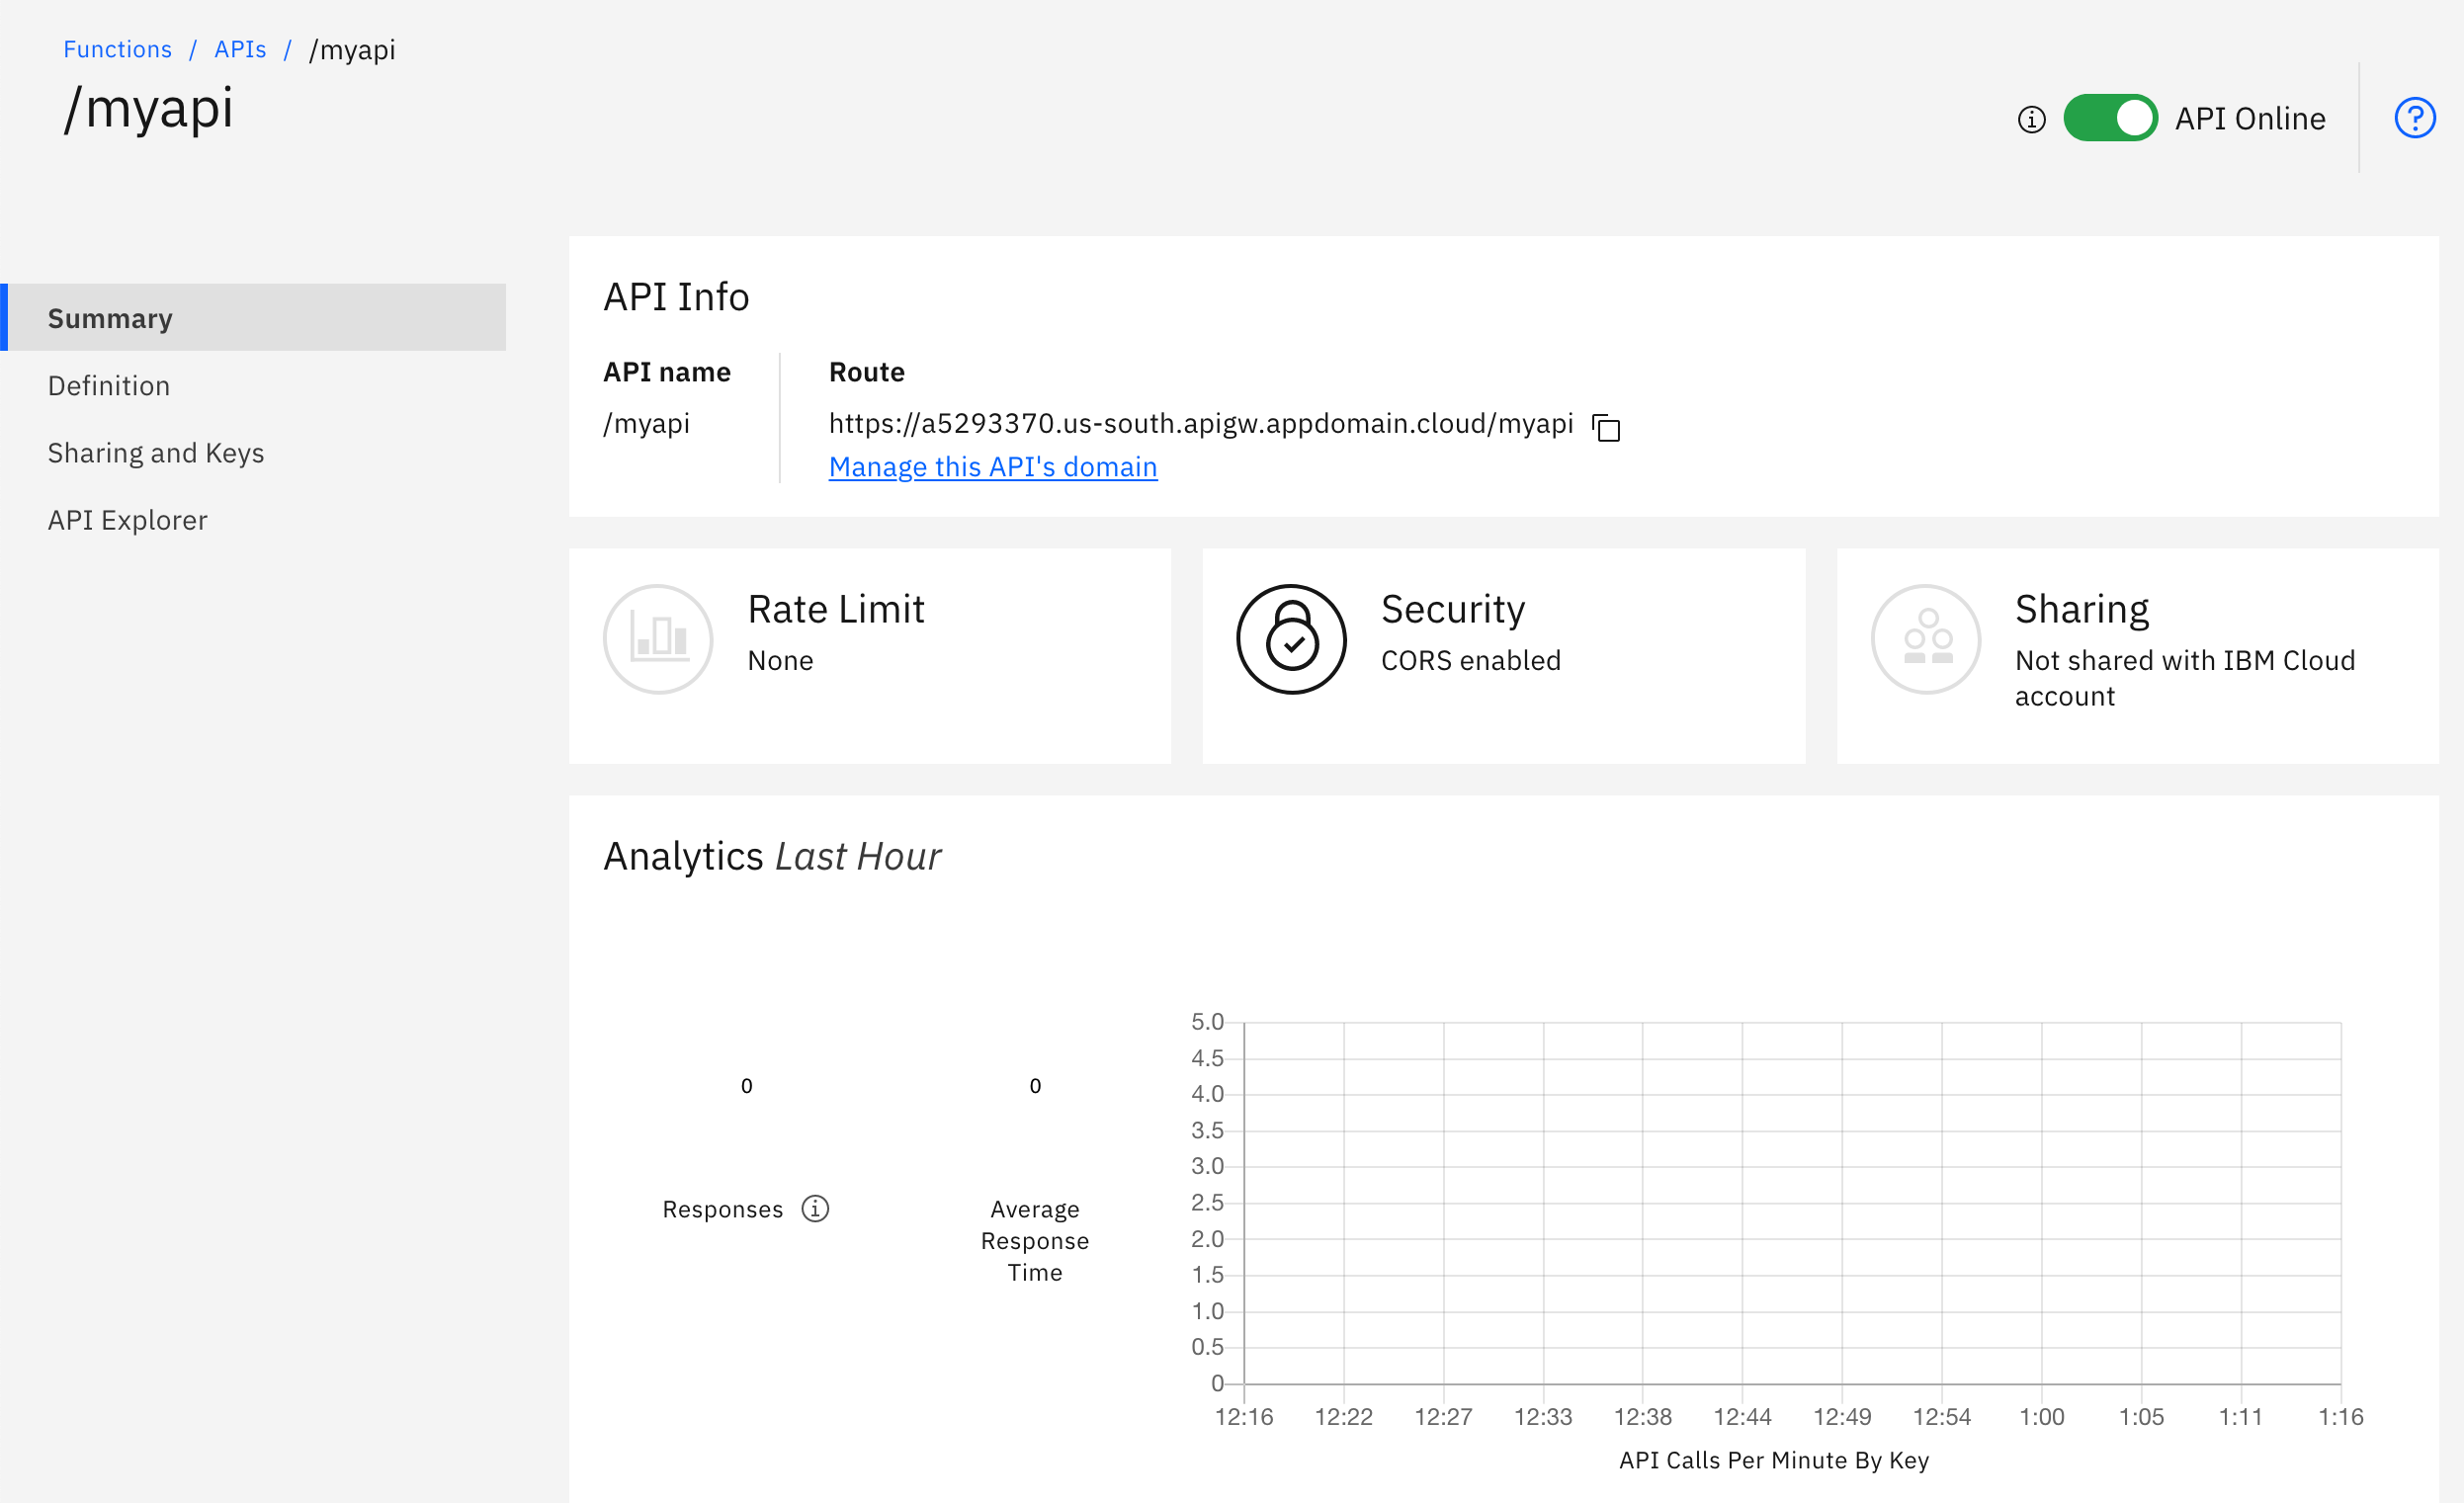 Functions / APIs / /myapi
/myapi
API Online
Summary
Definition
Sharing and Keys
API Explorer
API Info
API name
/myapi
Route
https://a5293370.us-south.apigw.appdomain.cloud/myapi
Manage this API's domain
Rate Limit
None
Security
CORS enabled
Sharing
Not shared with IBM Cloud
account
Analytics Last Hour
0
Responses
0
Average
Response
Time
5.0
4.5
4.0
3.5
3.0
2.5
2.0
1.5
1.0
0.5
0
12:16 12:22 12:27 12:33 12:38 12:44 12:49 12:54 1:00 1:05 1:11 1:16
API Calls Per Minute By Key